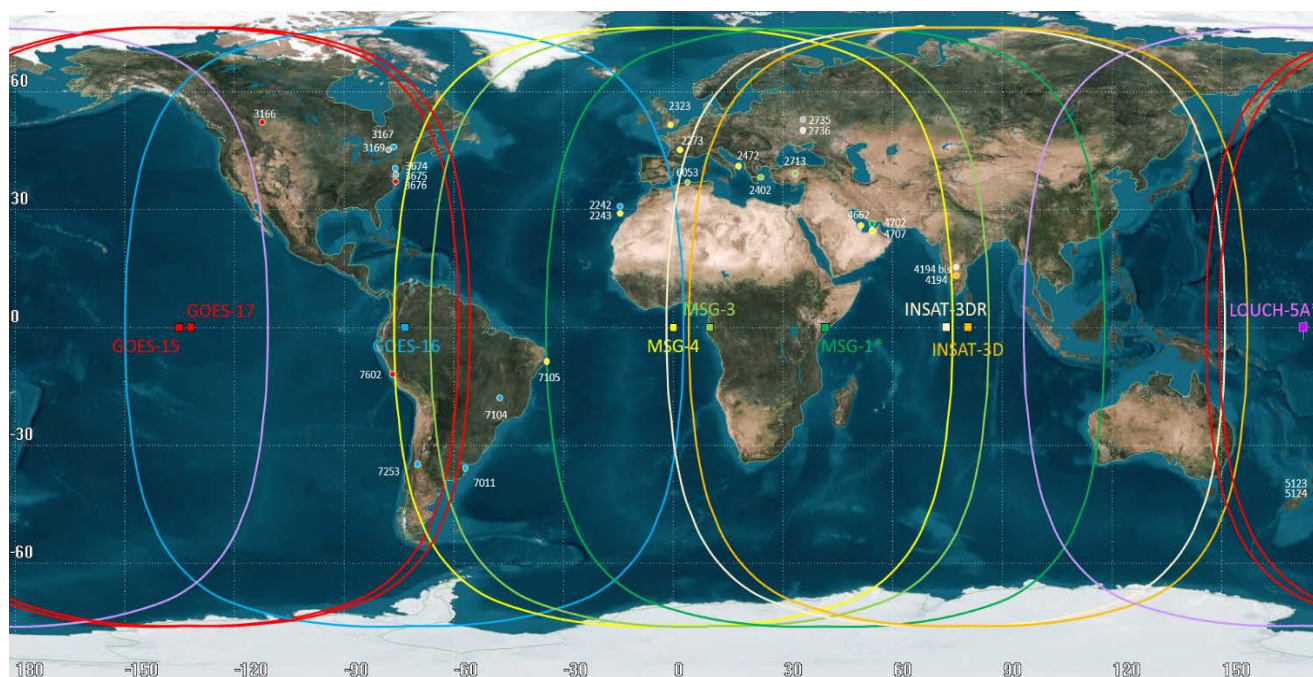 60
3166
3167
3169
3674
3675
3676
2323
2273
2735
2736
2472
2713
6053
2402
30
2242
2243
4662
4702
4707
4194 bis
4194
0
GOES-17
GOES-15
GOES-16
MSG-3
MSG-4
MSG-1*
INSAT-3DR
INSAT-3D
LOUCH-5A
7602
7105
7104
-30
7253
7011
5123
5124
-60
180 -150 -120 -90 -60 -30 0 30 60 90 120 150